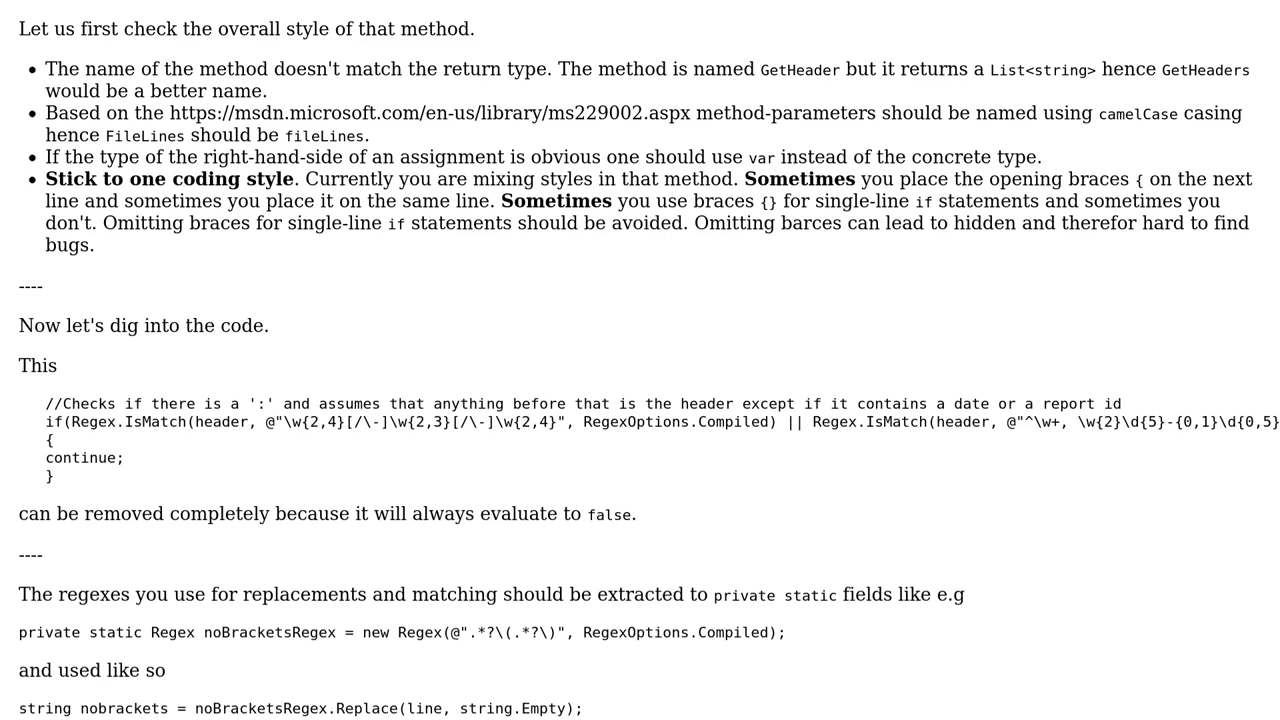 Let us first check the overall style of that method.
• The name of the method doesn't match the return type. The method is named GetHeader but it returns a List<string> hence GetHeaders
would be a better name.
• Based on the https://msdn.microsoft.com/en-us/library/ms229002.aspx method-parameters should be named using camelCase casing
hence FileLines should be fileLines.
• If the type of the right-hand-side of an assignment is obvious one should use var instead of the concrete type.
• Stick to one coding style. Currently you are mixing styles in that method. Sometimes you place the opening braces { on the next
line and sometimes you place it on the same line. Sometimes you use braces {} for single-line if statements and sometimes you
don't. Omitting braces for single-line if statements should be avoided. Omitting barces can lead to hidden and therefor hard to find
bugs.
----
Now let's dig into the code.
This
//Checks if there is a ':' and assumes that anything before that is the header except if it contains a date or a report id
if(Regex.IsMatch(header, @"\w{2,4}[/\-]\w{2,3}[/\-]\w{2,4}", RegexOptions.Compiled) || Regex.IsMatch(header, @"^\w+, \w{2}\d{5}-{0,1}\d{0,5}
{
continue;
}
can be removed completely because it will always evaluate to false.
----
The regexes you use for replacements and matching should be extracted to private static fields like e.g
private static Regex noBracketsRegex = new Regex(@".*?\(.*?\)", RegexOptions.Compiled);
and used like so
string nobrackets = noBracketsRegex.Replace(line, string.Empty);